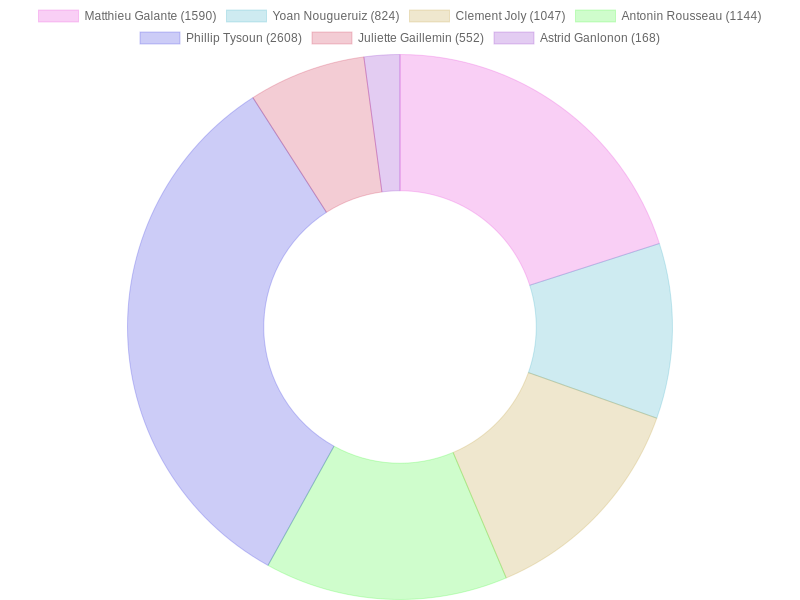 Matthieu Galante (1590) Yoan Nougueruiz (824) Clement Joly (1047) Antonin Rousseau (1144)
Phillip Tysoun (2608) Juliette Gaillemin (552) Astrid Ganlonon (168)